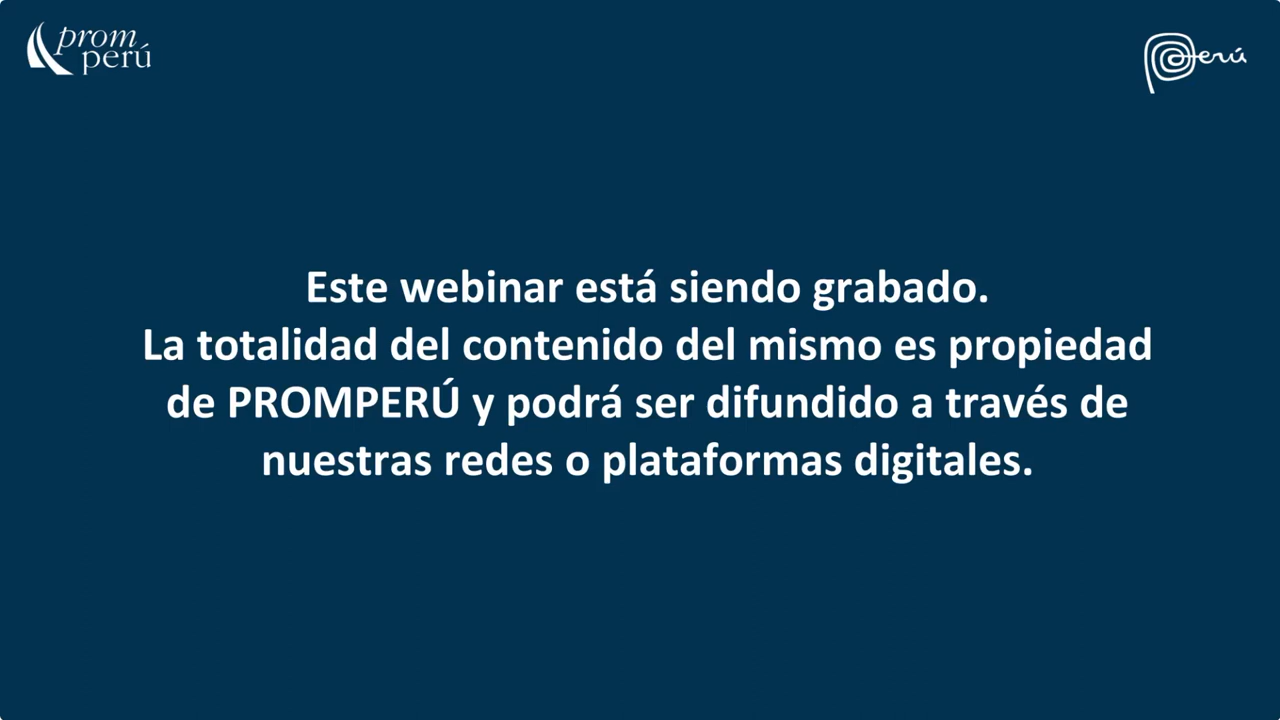 prom
perú
Perú
Este webinar está siendo grabado.
La totalidad del contenido del mismo es propiedad
de PROMPERÚ y podrá ser difundido a través de
nuestras redes o plataformas digitales.